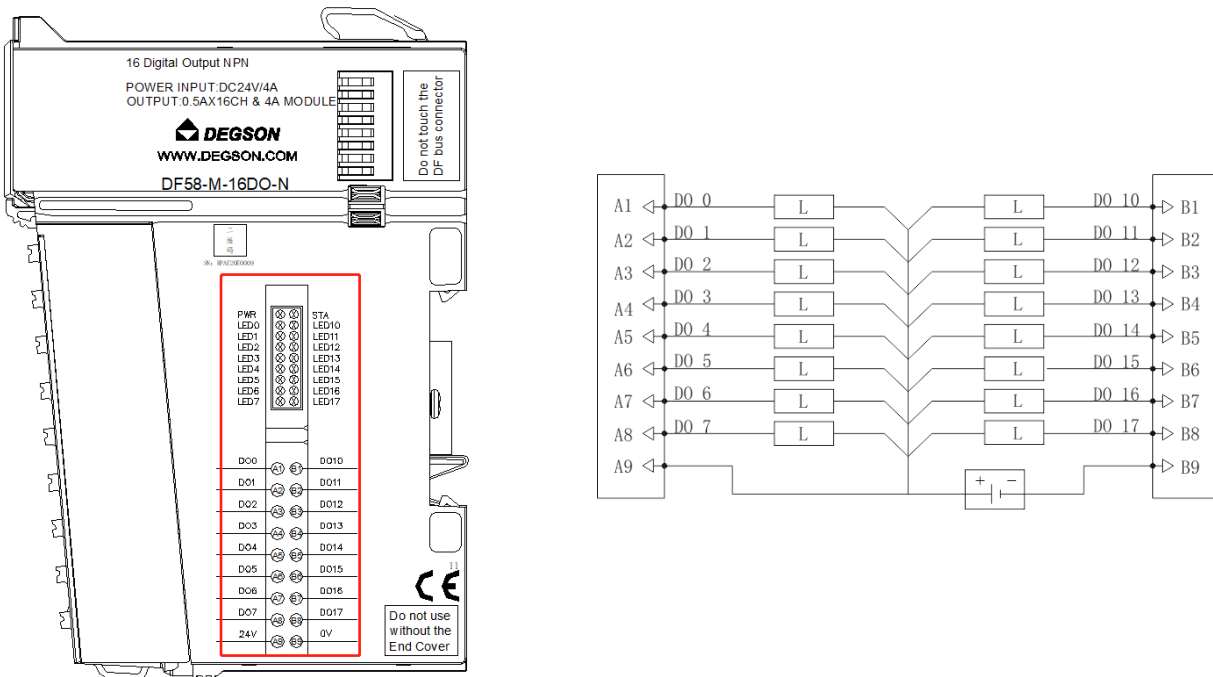 16 Digital Output NPN
POWER INPUT:DC24V/4A
OUTPUT:0.5AX16CH & 4A MODULE
DEGSON
WWW.DEGSON.COM
DF58-M-16DO-N
Do not touch the
DF bus connector
二
维
码
PWR STA
LED0 LED10
LED1 LED11
LED2 LED12
LED3 LED13
LED4 LED14
LED5 LED15
LED6 LED16
LED7 LED17
DO0 A1 B1 DO10
DO1 A2 B2 DO11
DO2 A3 B3 DO12
DO3 A4 B4 DO13
DO4 A5 B5 DO14
DO5 A6 B6 DO15
DO6 A7 B7 DO16
DO7 A8 B8 DO17
24V A9 B9 0V
11
CE
Do not use
without the
End Cover
A1 DO 0 L L DO 10 B1
A2 DO 1 L L DO 11 B2
A3 DO 2 L L DO 12 B3
A4 DO 3 L L DO 13 B4
A5 DO 4 L L DO 14 B5
A6 DO 5 L L DO 15 B6
A7 DO 6 L L DO 16 B7
A8 DO 7 L L DO 17 B8
A9 + - B9